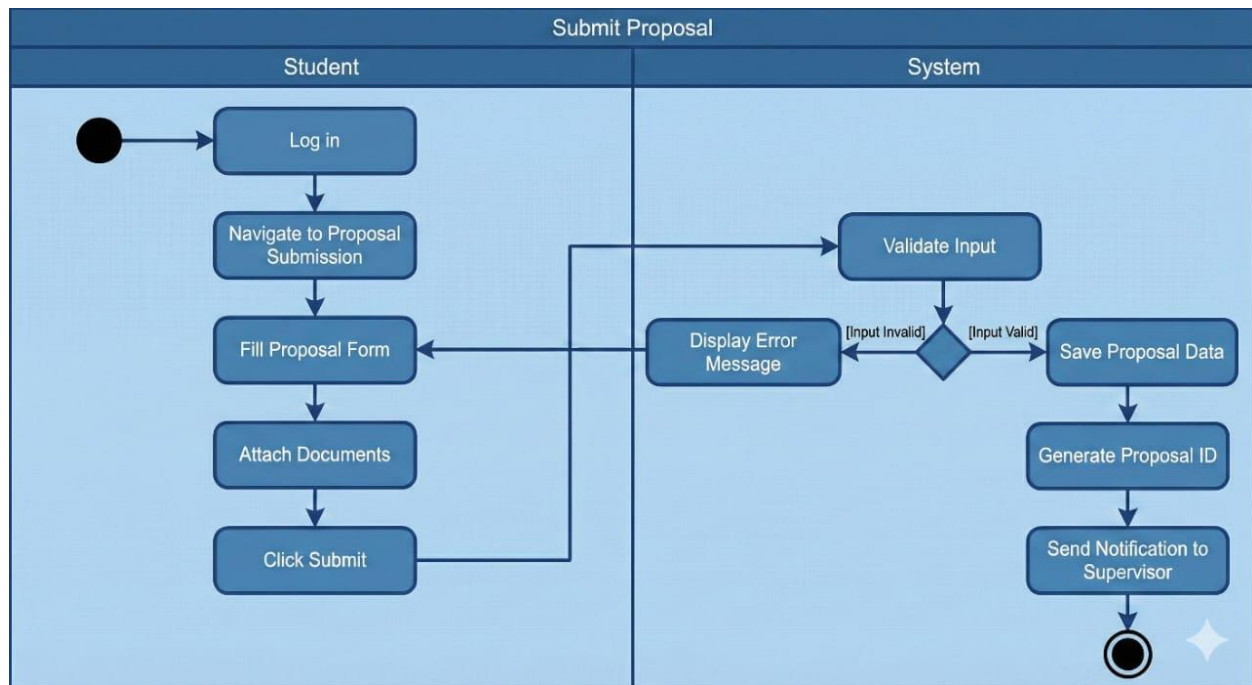 Submit Proposal
Student
System
Log in
Navigate to Proposal
Submission
Validate Input
Fill Proposal Form
Display Error
Message
[Input Invalid]
[Input Valid]
Save Proposal Data
Attach Documents
Generate Proposal ID
Click Submit
Send Notification to
Supervisor